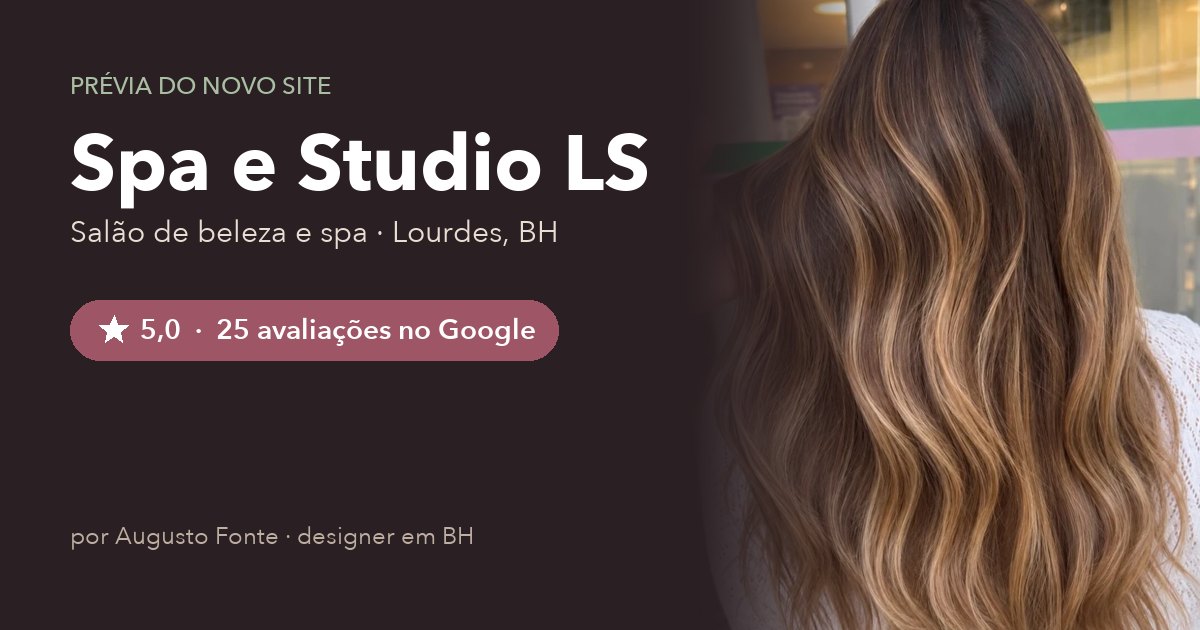 PRÉVIA DO NOVO SITE
Spa e Studio LS
Salão de beleza e spa · Lourdes, BH
★ 5,0 · 25 avaliações no Google
por Augusto Fonte · designer em BH